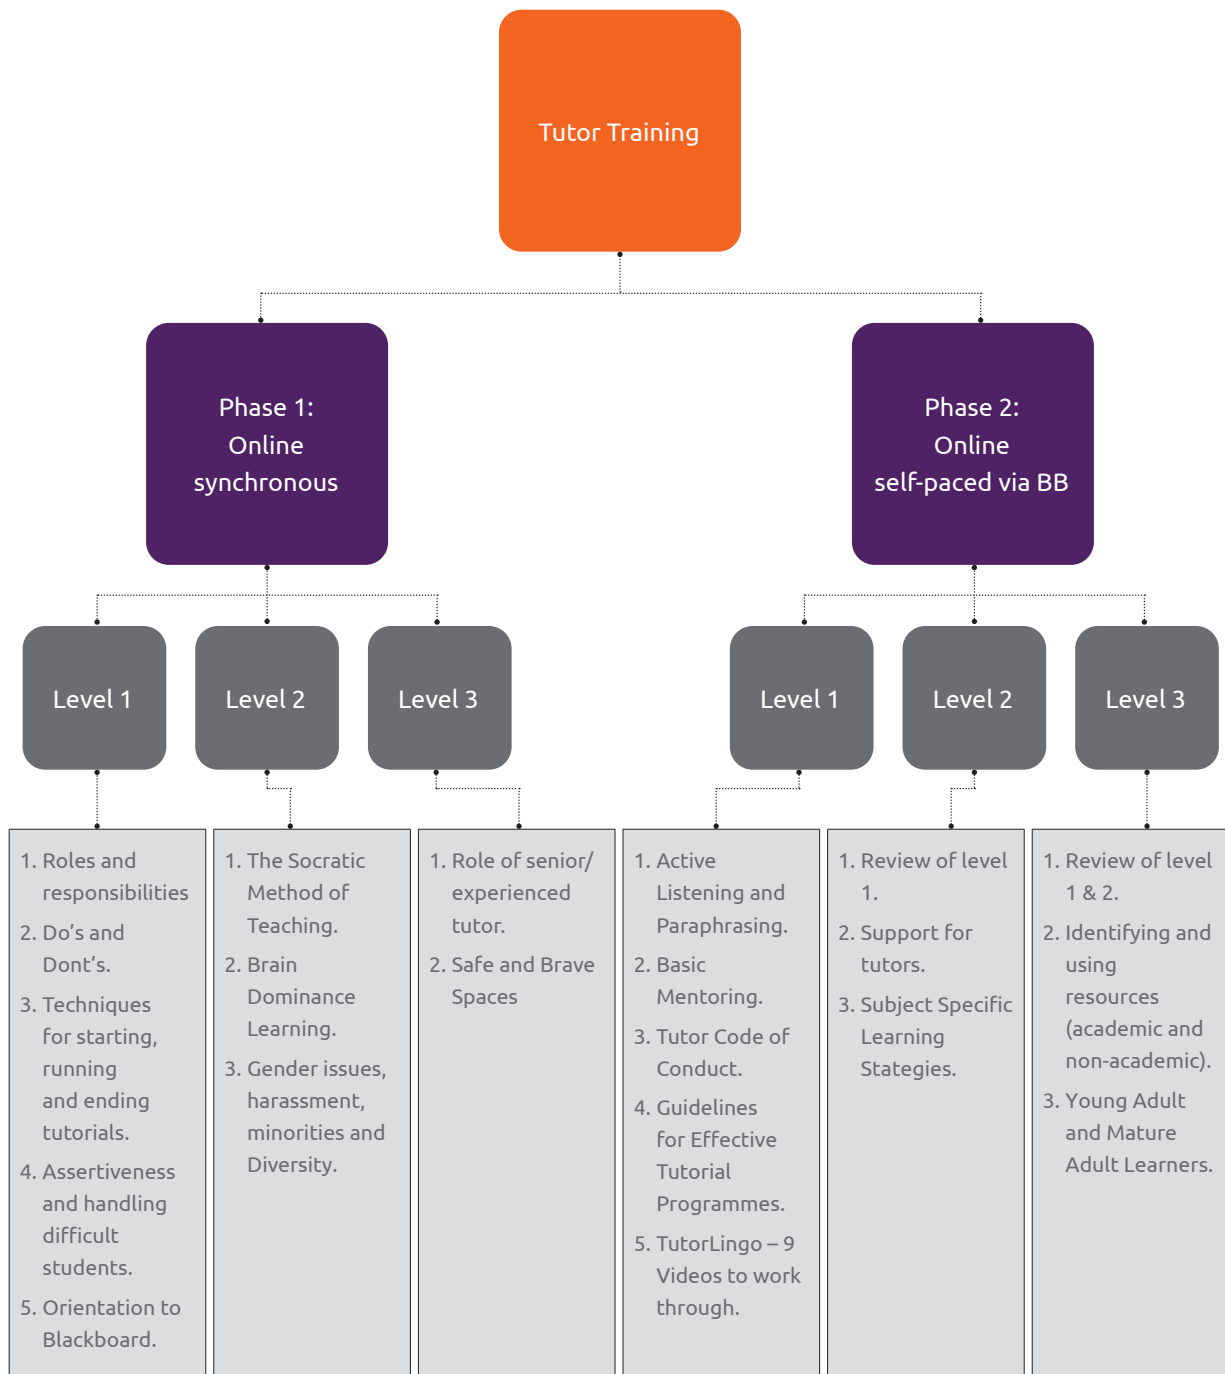 Tutor Training
Phase 1:
Online
synchronous
Phase 2:
Online
self-paced via BB
Level 1
Level 2
Level 3
Level 1
Level 2
Level 3
1. Roles and
responsibilities
2. Do's and
Dont's.
3. Techniques
for starting,
running
and ending
tutorials.
4. Assertiveness
and handling
difficult
students.
5. Orientation to
Blackboard.
1. The Socratic
Method of
Teaching.
2. Brain
Dominance
Learning.
3. Gender issues,
harassment,
minorities and
Diversity.
1. Role of senior/
experienced
tutor.
2. Safe and Brave
Spaces
1. Active
Listening and
Paraphrasing.
2. Basic
Mentoring.
3. Tutor Code of
Conduct.
4. Guidelines
for Effective
Tutorial
Programmes.
5. TutorLingo – 9
Videos to work
through.
1. Review of level
1.
2. Support for
tutors.
3. Subject Specific
Learning
Stategies.
1. Review of level
1 & 2.
2. Identifying and
using
resources
(academic and
non-academic).
3. Young Adult
and Mature
Adult Learners.